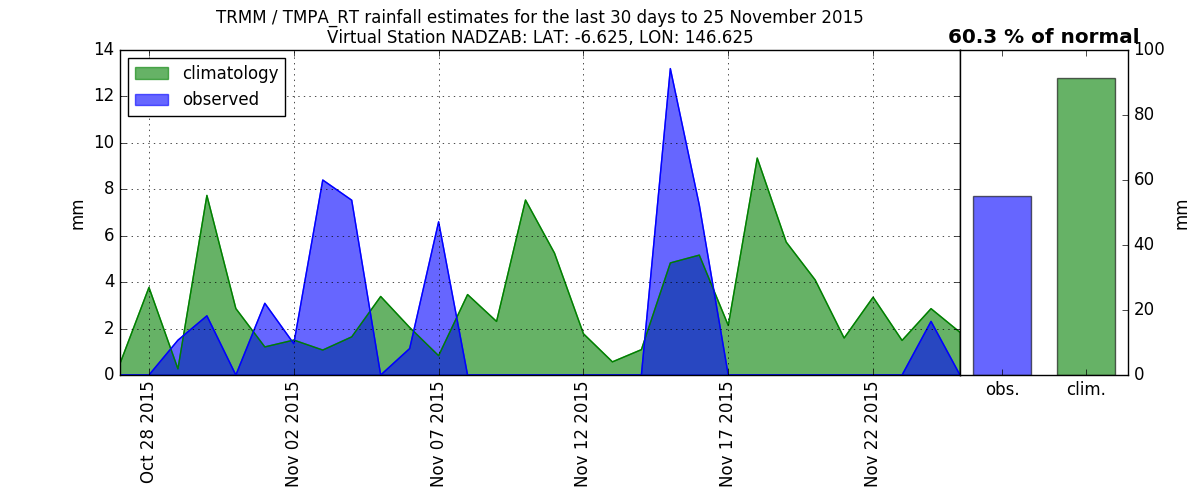 TRMM / TMPA_RT rainfall estimates for the last 30 days to 25 November 2015
Virtual Station NADZAB: LAT: -6.625, LON: 146.625
60.3 % of normal
climatology
observed
14
12
10
8
6
4
2
0
mm
Oct 28 2015
Nov 02 2015
Nov 07 2015
Nov 12 2015
Nov 17 2015
Nov 22 2015
100
80
60
40
20
0
mm
obs.
clim.